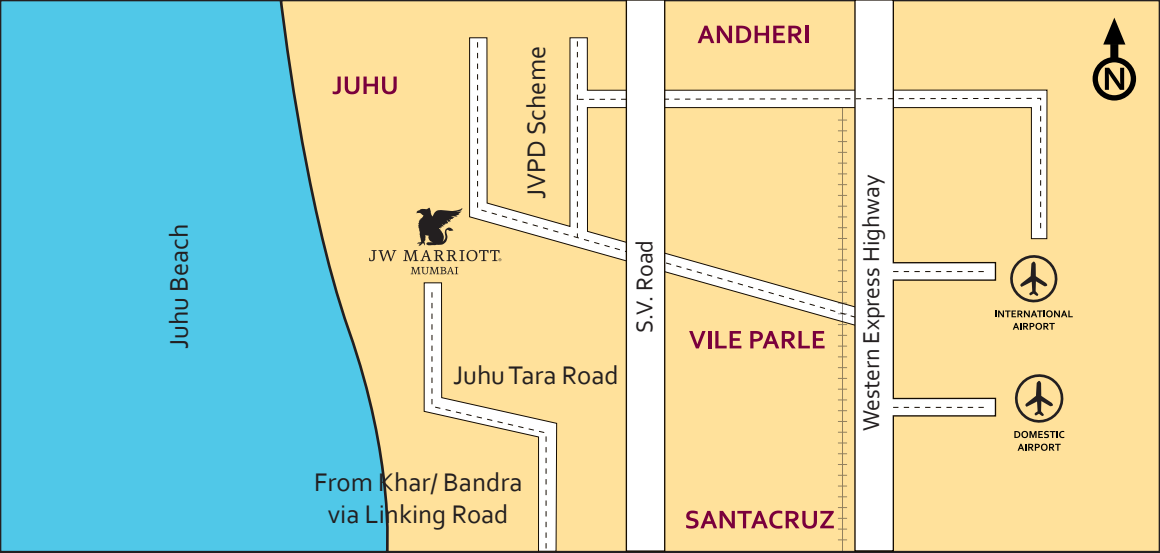 ANDHERI
N
JUHU
JVPD Scheme
JW MARRIOTT®
MUMBAI
Juhu Beach
S.V. Road
Western Express Highway
INTERNATIONAL
AIRPORT
VILE PARLE
Juhu Tara Road
DOMESTIC
AIRPORT
From Khar/ Bandra
via Linking Road
SANTACRUZ